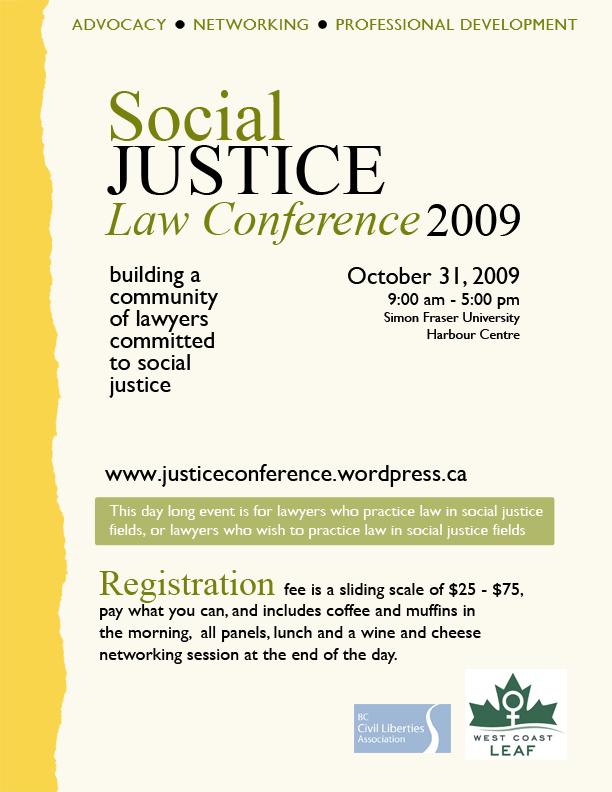 ADVOCACY ● NETWORKING ● PROFESSIONAL DEVELOPMENT
Social
JUSTICE
Law Conference 2009
building a
community
of lawyers
committed
to social
justice
October 31, 2009
9:00 am - 5:00 pm
Simon Fraser University
Harbour Centre
www.justiceconference.wordpress.ca
This day long event is for lawyers who practice law in social justice
fields, or lawyers who wish to practice law in social justice fields
Registration fee is a sliding scale of $25 - $75,
pay what you can, and includes coffee and muffins in
the morning, all panels, lunch and a wine and cheese
networking session at the end of the day.
BC
Civil Liberties
Association
WEST COAST
LEAF